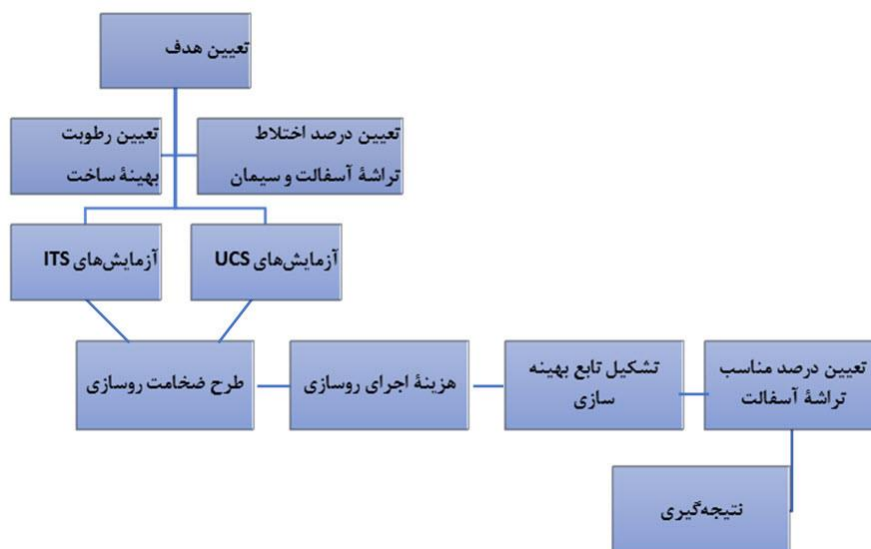 تعیین هدف
تعیین درصد اختلاط
تراشهٔ آسفالت و سیمان
تعیین رطوبت
بهینهٔ ساخت
آزمایش‌های UCS
آزمایش‌های ITS
طرح ضخامت روسازی
هزینهٔ اجرای روسازی
تشکیل تابع بهینه
سازی
تعیین درصد مناسب
تراشهٔ آسفالت
نتیجه‌گیری